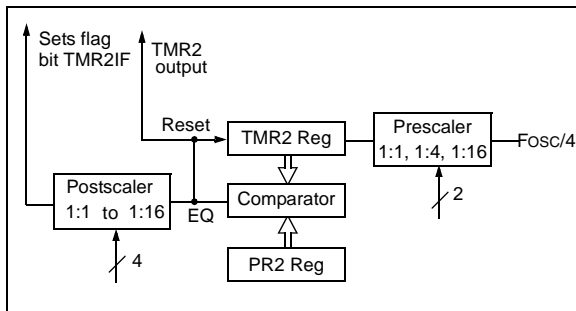 Sets flag
bit TMR2IF
TMR2
output
Reset
TMR2 Reg
Prescaler
1:1, 1:4, 1:16
FOSC/4
2
Postscaler
1:1 to 1:16
EQ
Comparator
4
PR2 Reg